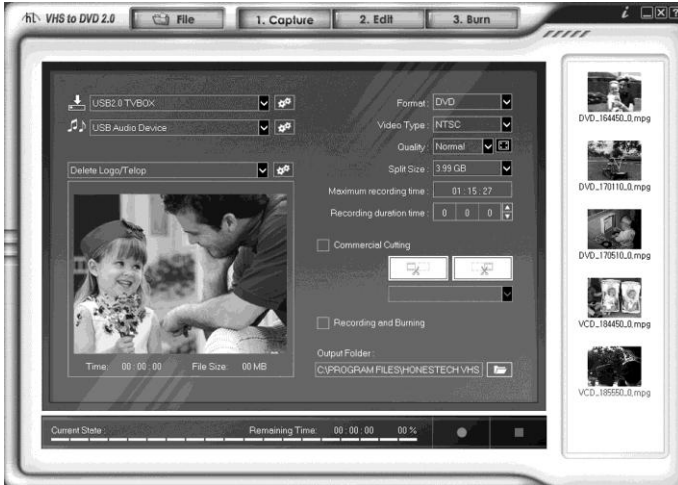 hh VHS to DVD 2.0
File
1. Capture
2. Edit
3. Burn
i
?
USB2.0 TVBOX
USB Audio Device
Delete Logo/Telop
Time: 00 : 00 : 00 File Size: 00 MB
Format : DVD
Video Type : NTSC
Quality : Normal
Split Size : 3.99 GB
Maximum recording time : 01 : 15 : 27
Recording duration time : 0 0 0
Commercial Cutting
Recording and Burning
Output Folder :
C:\PROGRAM FILES\HONESTECH VHS
Current State : Remaining Time: 00 : 00 : 00 00 %
DVD_164450_0.mpg
DVD_170110_0.mpg
DVD_170510_0.mpg
VCD_184450_0.mpg
VCD_185550_0.mpg